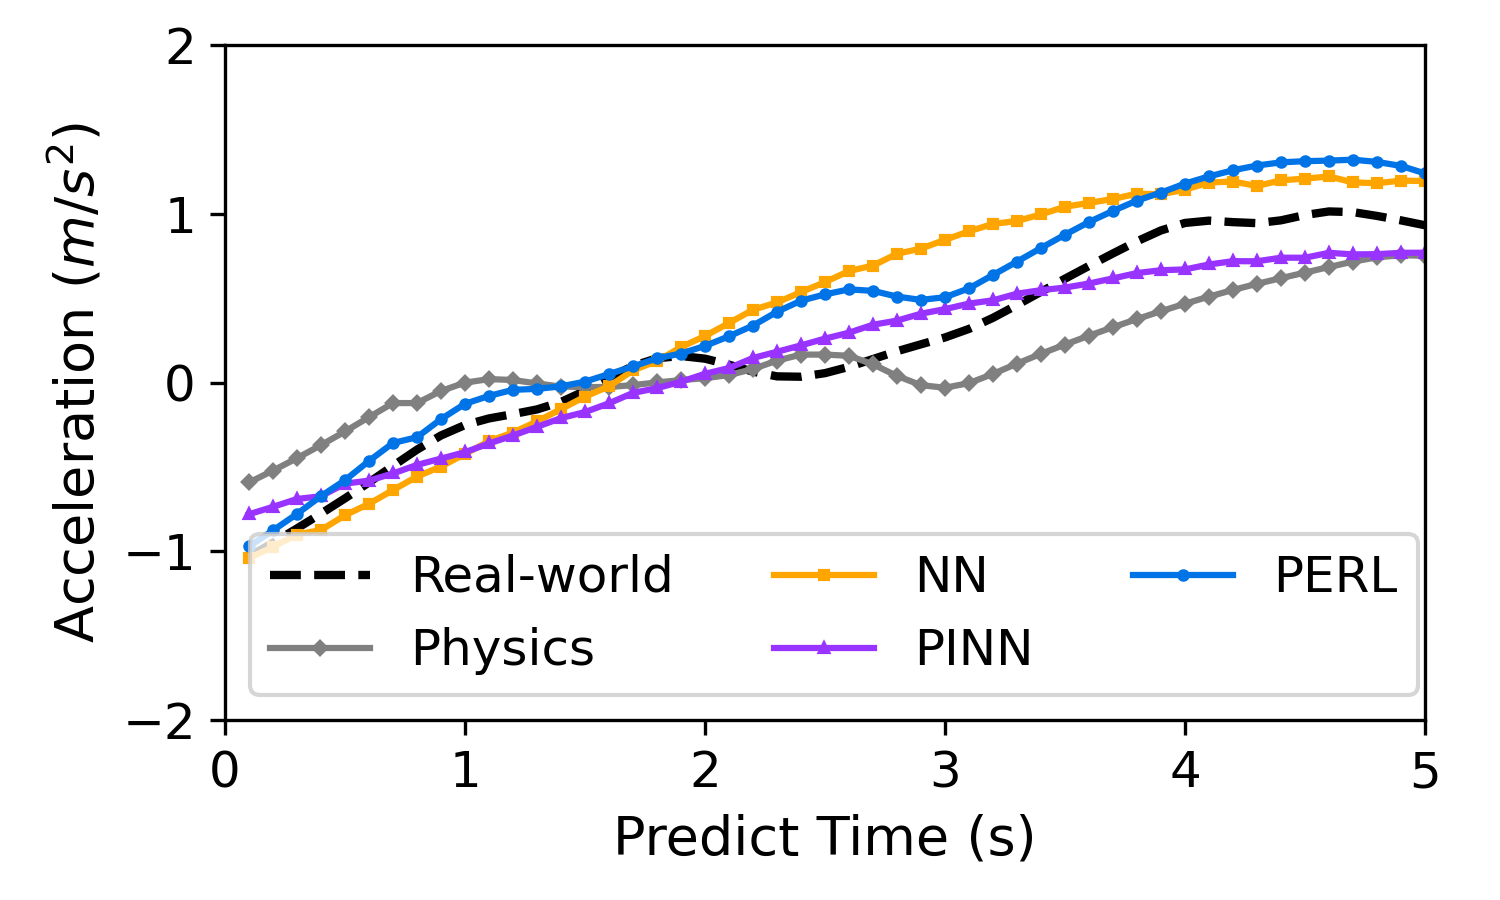 2
1
0
−1
−2
Acceleration (m/s²)
Real-world
NN
PERL
Physics
PINN
0 1 2 3 4 5
Predict Time (s)